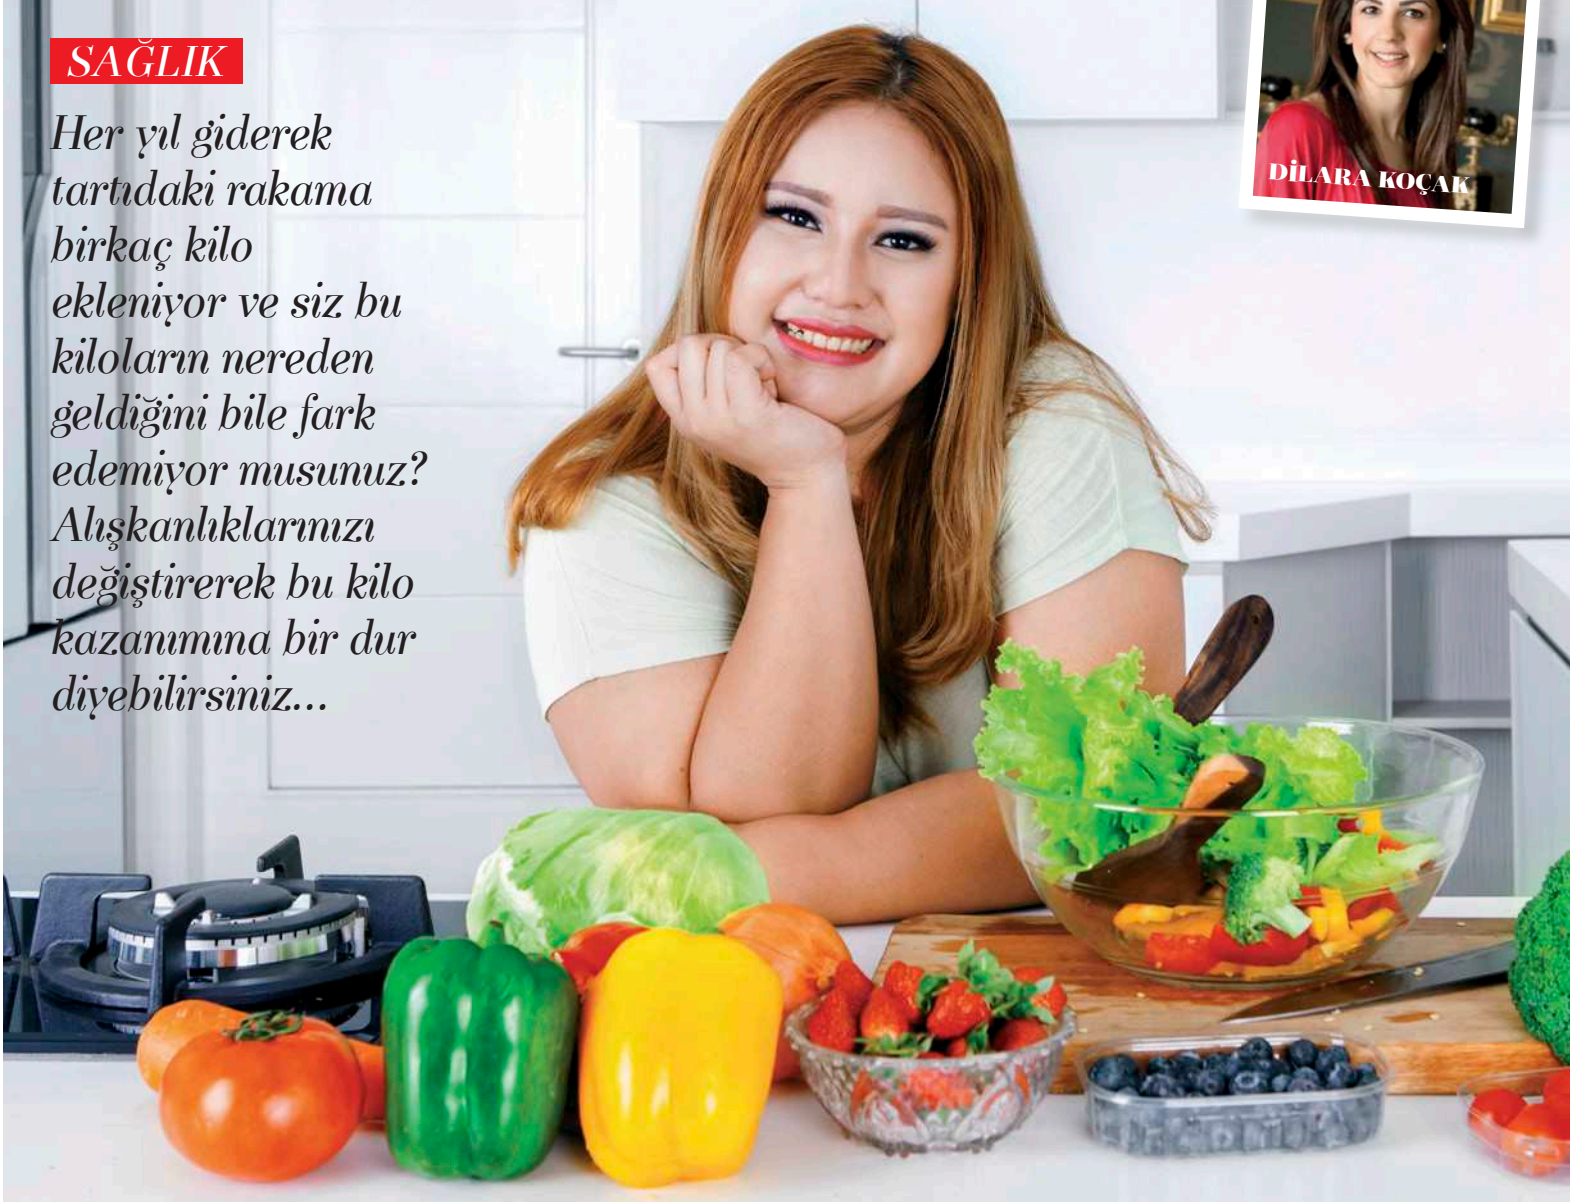 SAĞLIK
Her yıl giderek
tartıdaki rakama
birkaç kilo
ekleniyor ve siz bu
kiloların nereden
geldiğini bile fark
edemiyor musunuz?
Alışkanlıklarınızı
değiştirerek bu kilo
kazanımına bir dur
diyebilirsiniz...
DİLARA KOÇAK